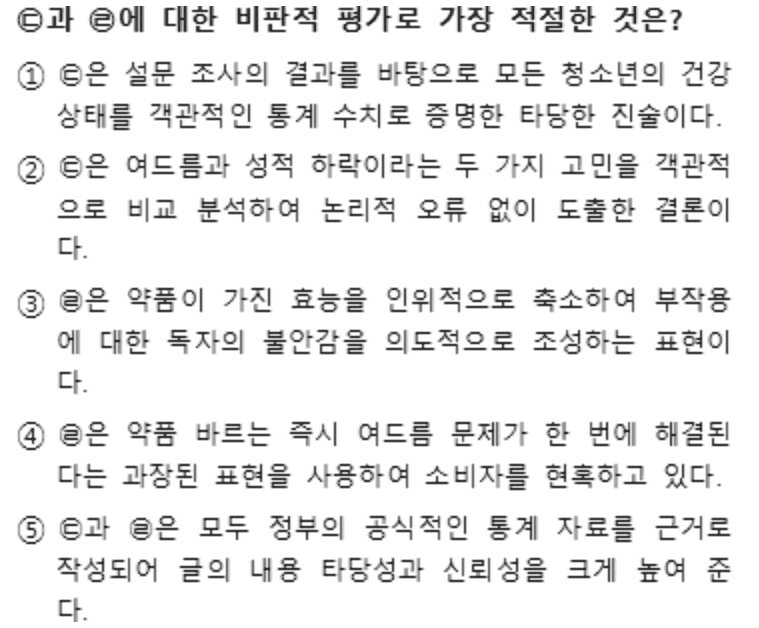 ㉢과 ㉣에 대한 비판적 평가로 가장 적절한 것은?
① ㉢은 설문 조사의 결과를 바탕으로 모든 청소년의 건강
상태를 객관적인 통계 수치로 증명한 타당한 진술이다.
② ㉢은 여드름과 성적 하락이라는 두 가지 고민을 객관적
으로 비교 분석하여 논리적 오류 없이 도출한 결론이
다.
③ ㉣은 약품이 가진 효능을 인위적으로 축소하여 부작용
에 대한 독자의 불안감을 의도적으로 조성하는 표현이
다.
④ ㉣은 약품 바르는 즉시 여드름 문제가 한 번에 해결된
다는 과장된 표현을 사용하여 소비자를 현혹하고 있다.
⑤ ㉢과 ㉣은 모두 정부의 공식적인 통계 자료를 근거로
작성되어 글의 내용 타당성과 신뢰성을 크게 높여 준
다.